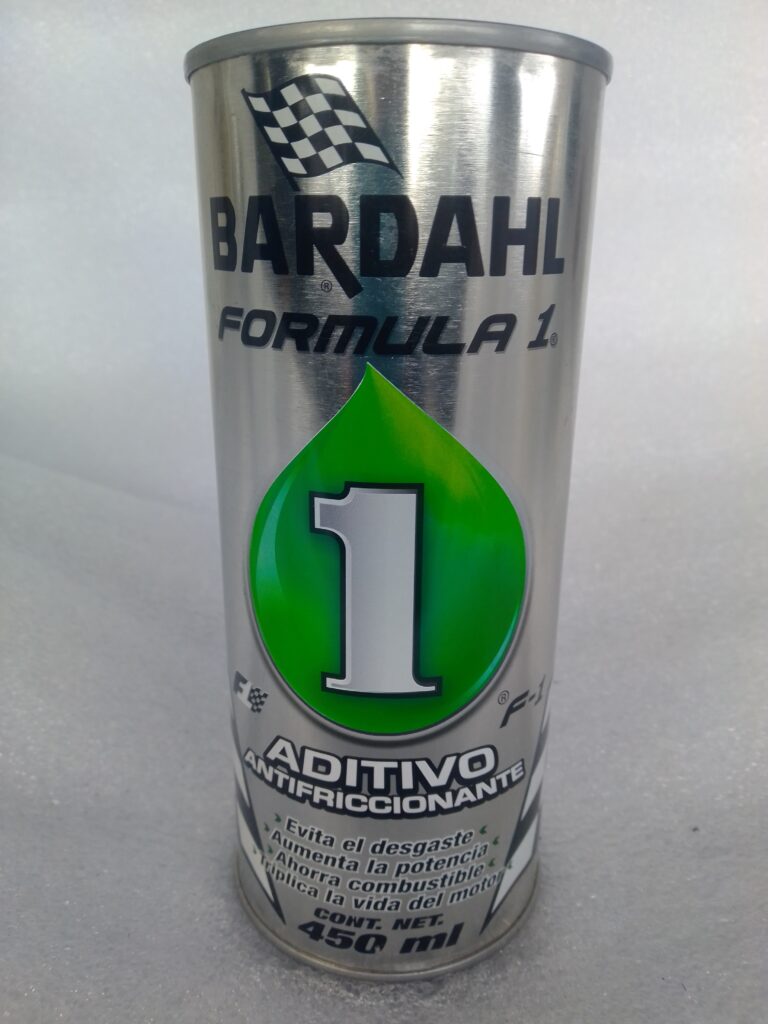 BARDAHL®
FORMULA 1®
1
F1
® F-1
ADITIVO
ANTIFRICCIONANTE
Evita el desgaste
Aumenta la potencia
Ahorra combustible
Triplica la vida del motor
CONT. NET.
450 ml